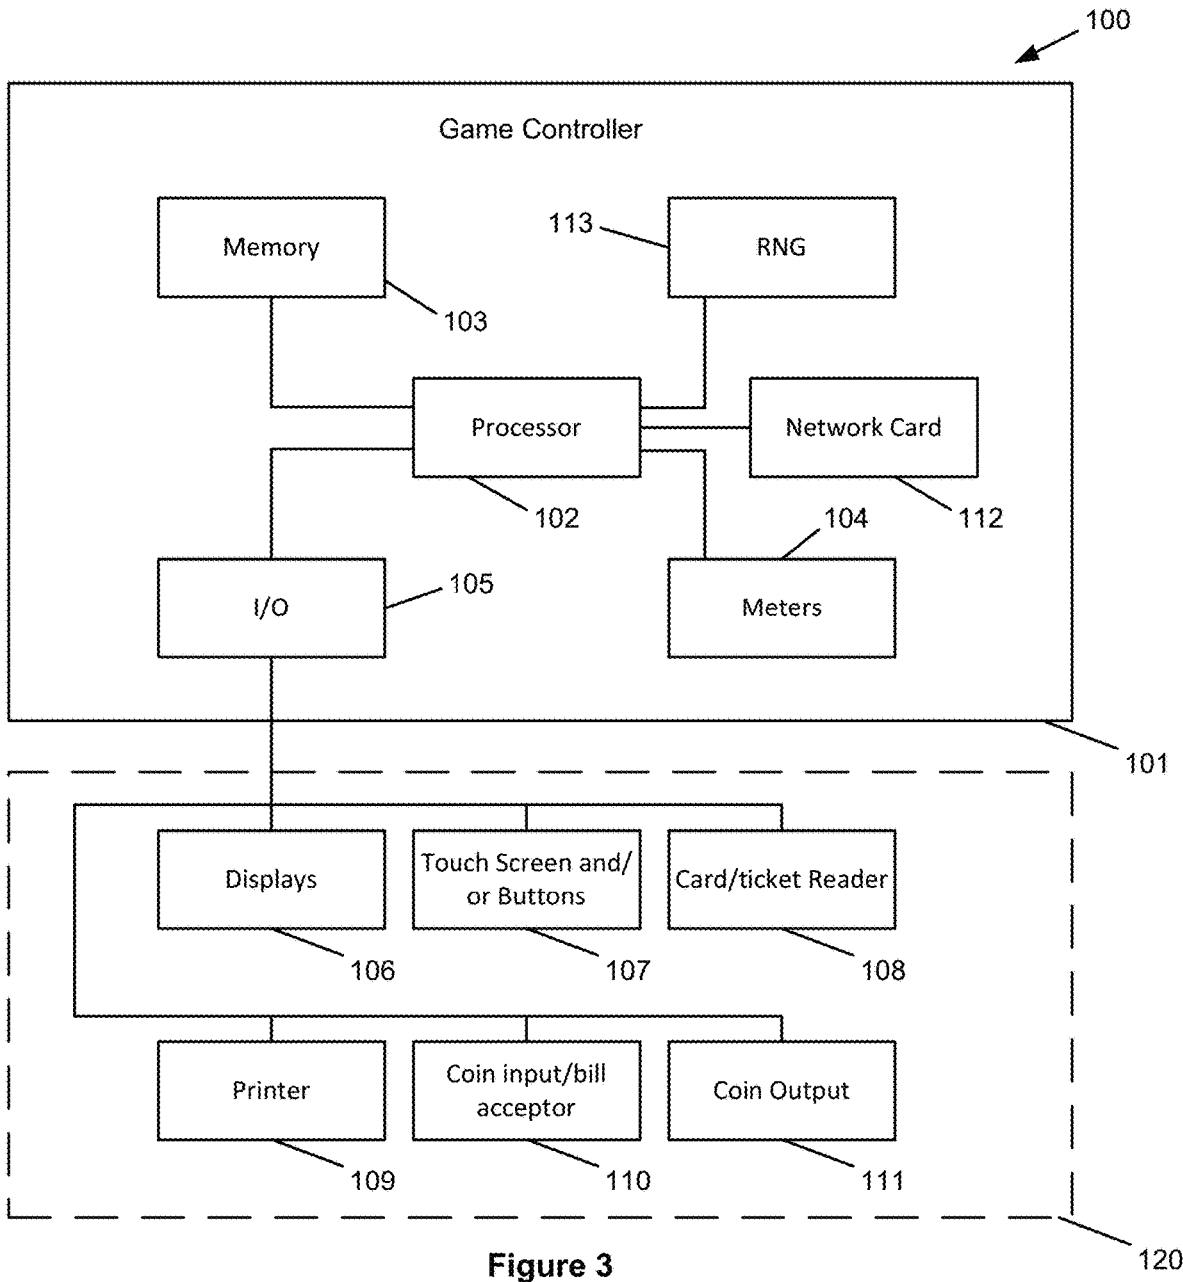 100
Game Controller
Memory
113
RNG
103
Processor
Network Card
102
104
112
I/O
105
Meters
101
Displays
Touch Screen and/
or Buttons
Card/ticket Reader
106
107
108
Printer
Coin input/bill
acceptor
Coin Output
109
110
111
120
Figure 3